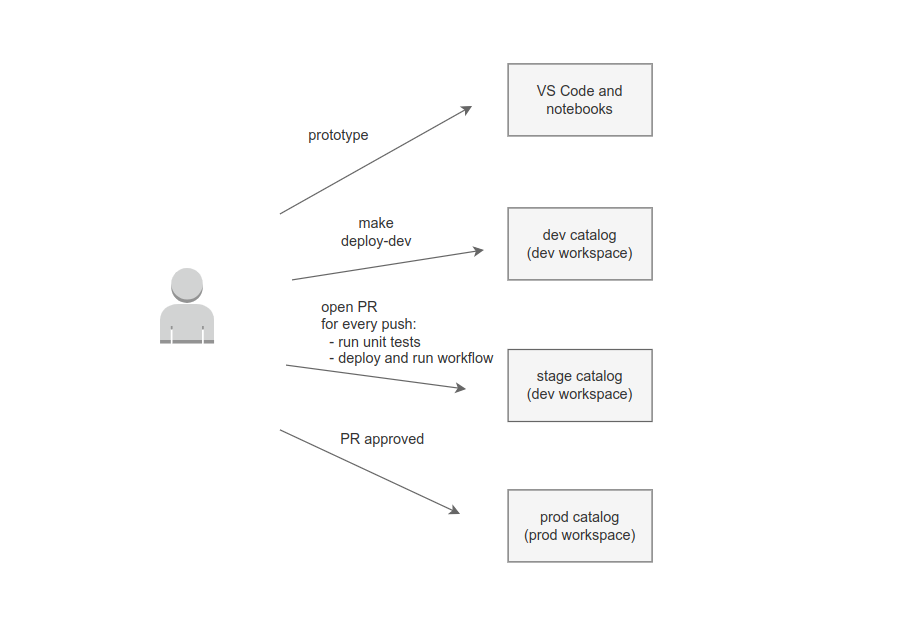 VS Code and
notebooks
prototype
make
deploy-dev
dev catalog
(dev workspace)
open PR
for every push:
- run unit tests
- deploy and run workflow
stage catalog
(dev workspace)
PR approved
prod catalog
(prod workspace)